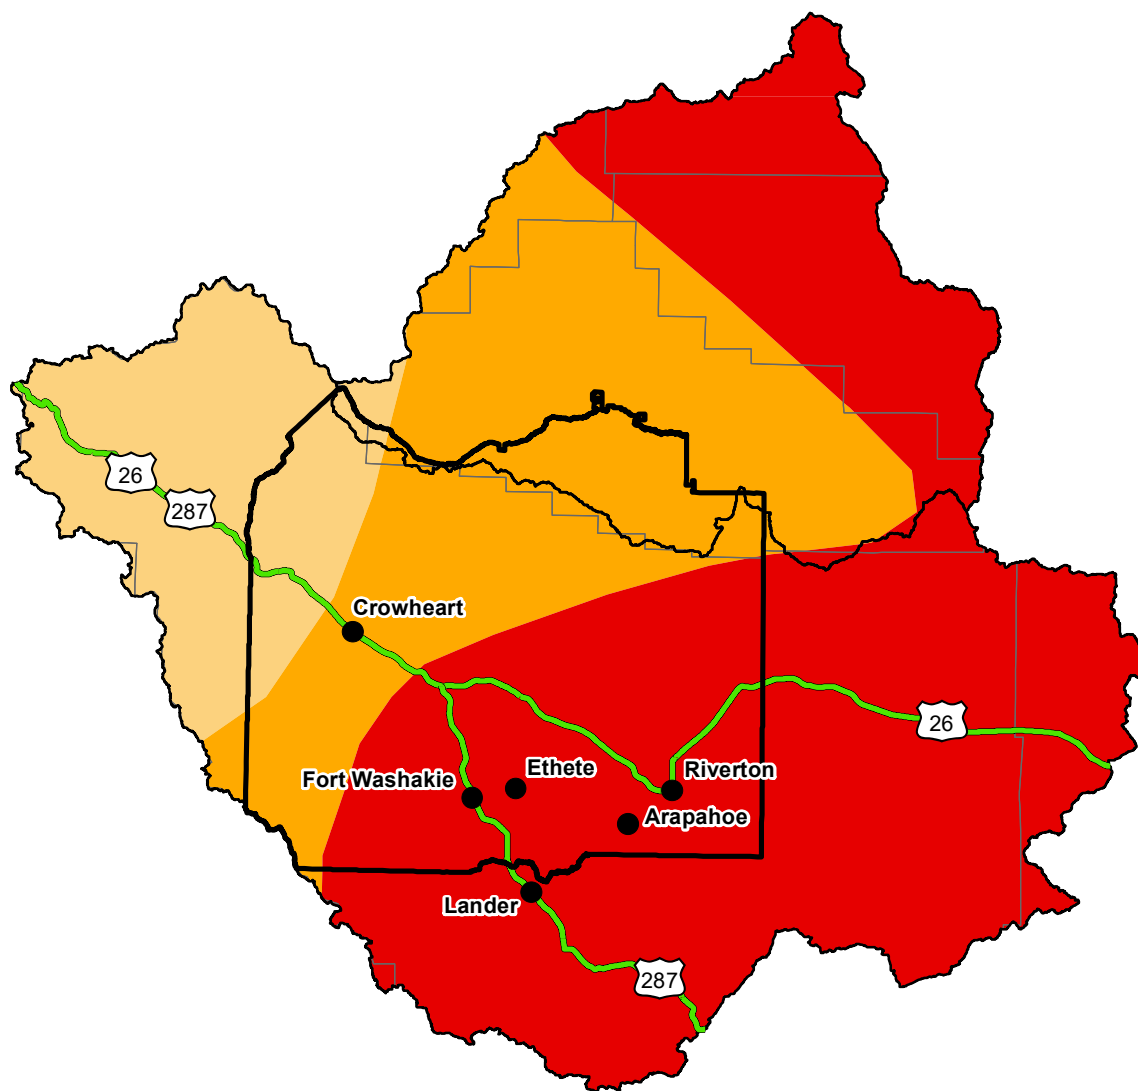 26
287
Crowheart
26
Ethete
Riverton
Fort Washakie
Arapahoe
Lander
287